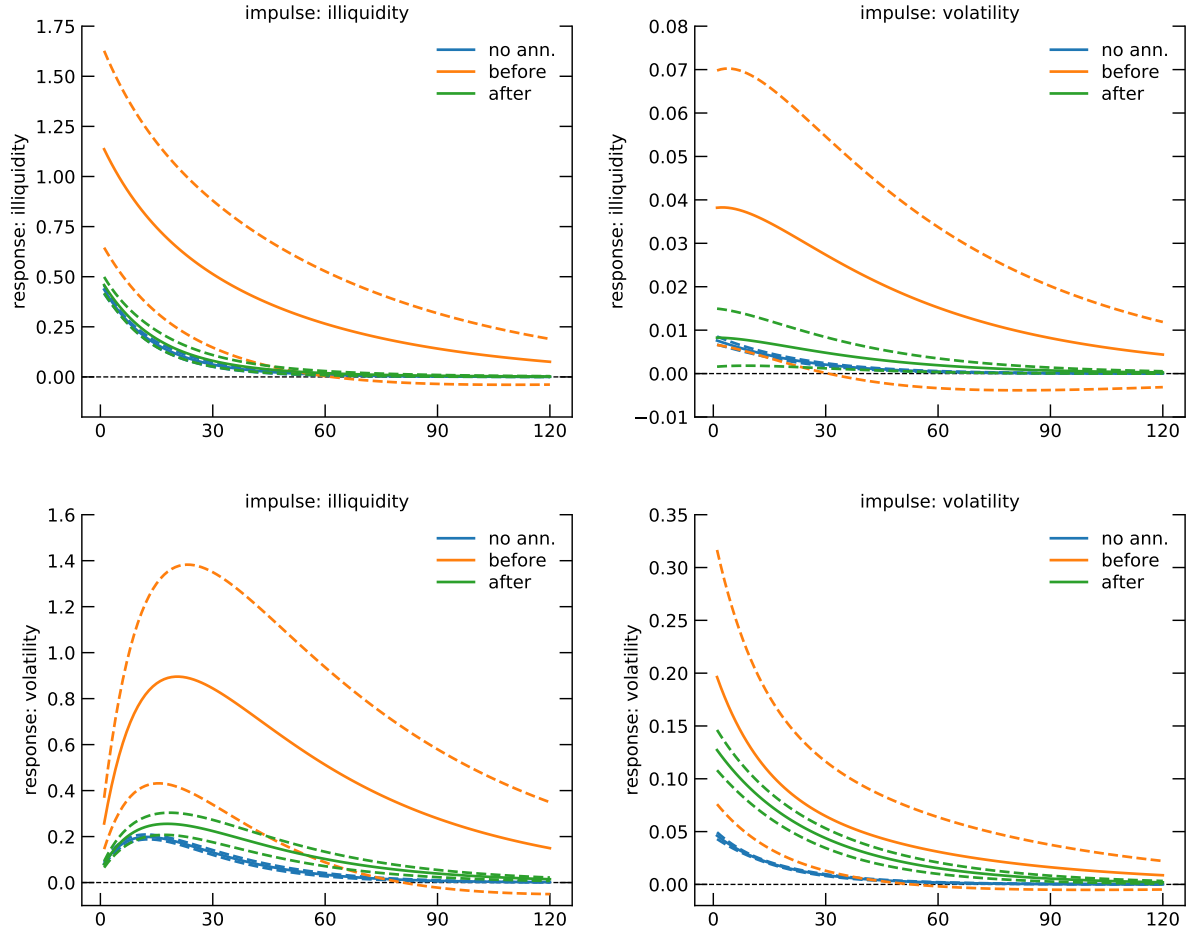 impulse: illiquidity
response: illiquidity
1.75
1.50
1.25
1.00
0.75
0.50
0.25
0.00
0
30
60
90
120
no ann.
before
after
impulse: volatility
response: illiquidity
0.08
0.07
0.06
0.05
0.04
0.03
0.02
0.01
0.00
−0.01
0
30
60
90
120
no ann.
before
after
impulse: illiquidity
response: volatility
1.6
1.4
1.2
1.0
0.8
0.6
0.4
0.2
0.0
0
30
60
90
120
no ann.
before
after
impulse: volatility
response: volatility
0.35
0.30
0.25
0.20
0.15
0.10
0.05
0.00
0
30
60
90
120
no ann.
before
after